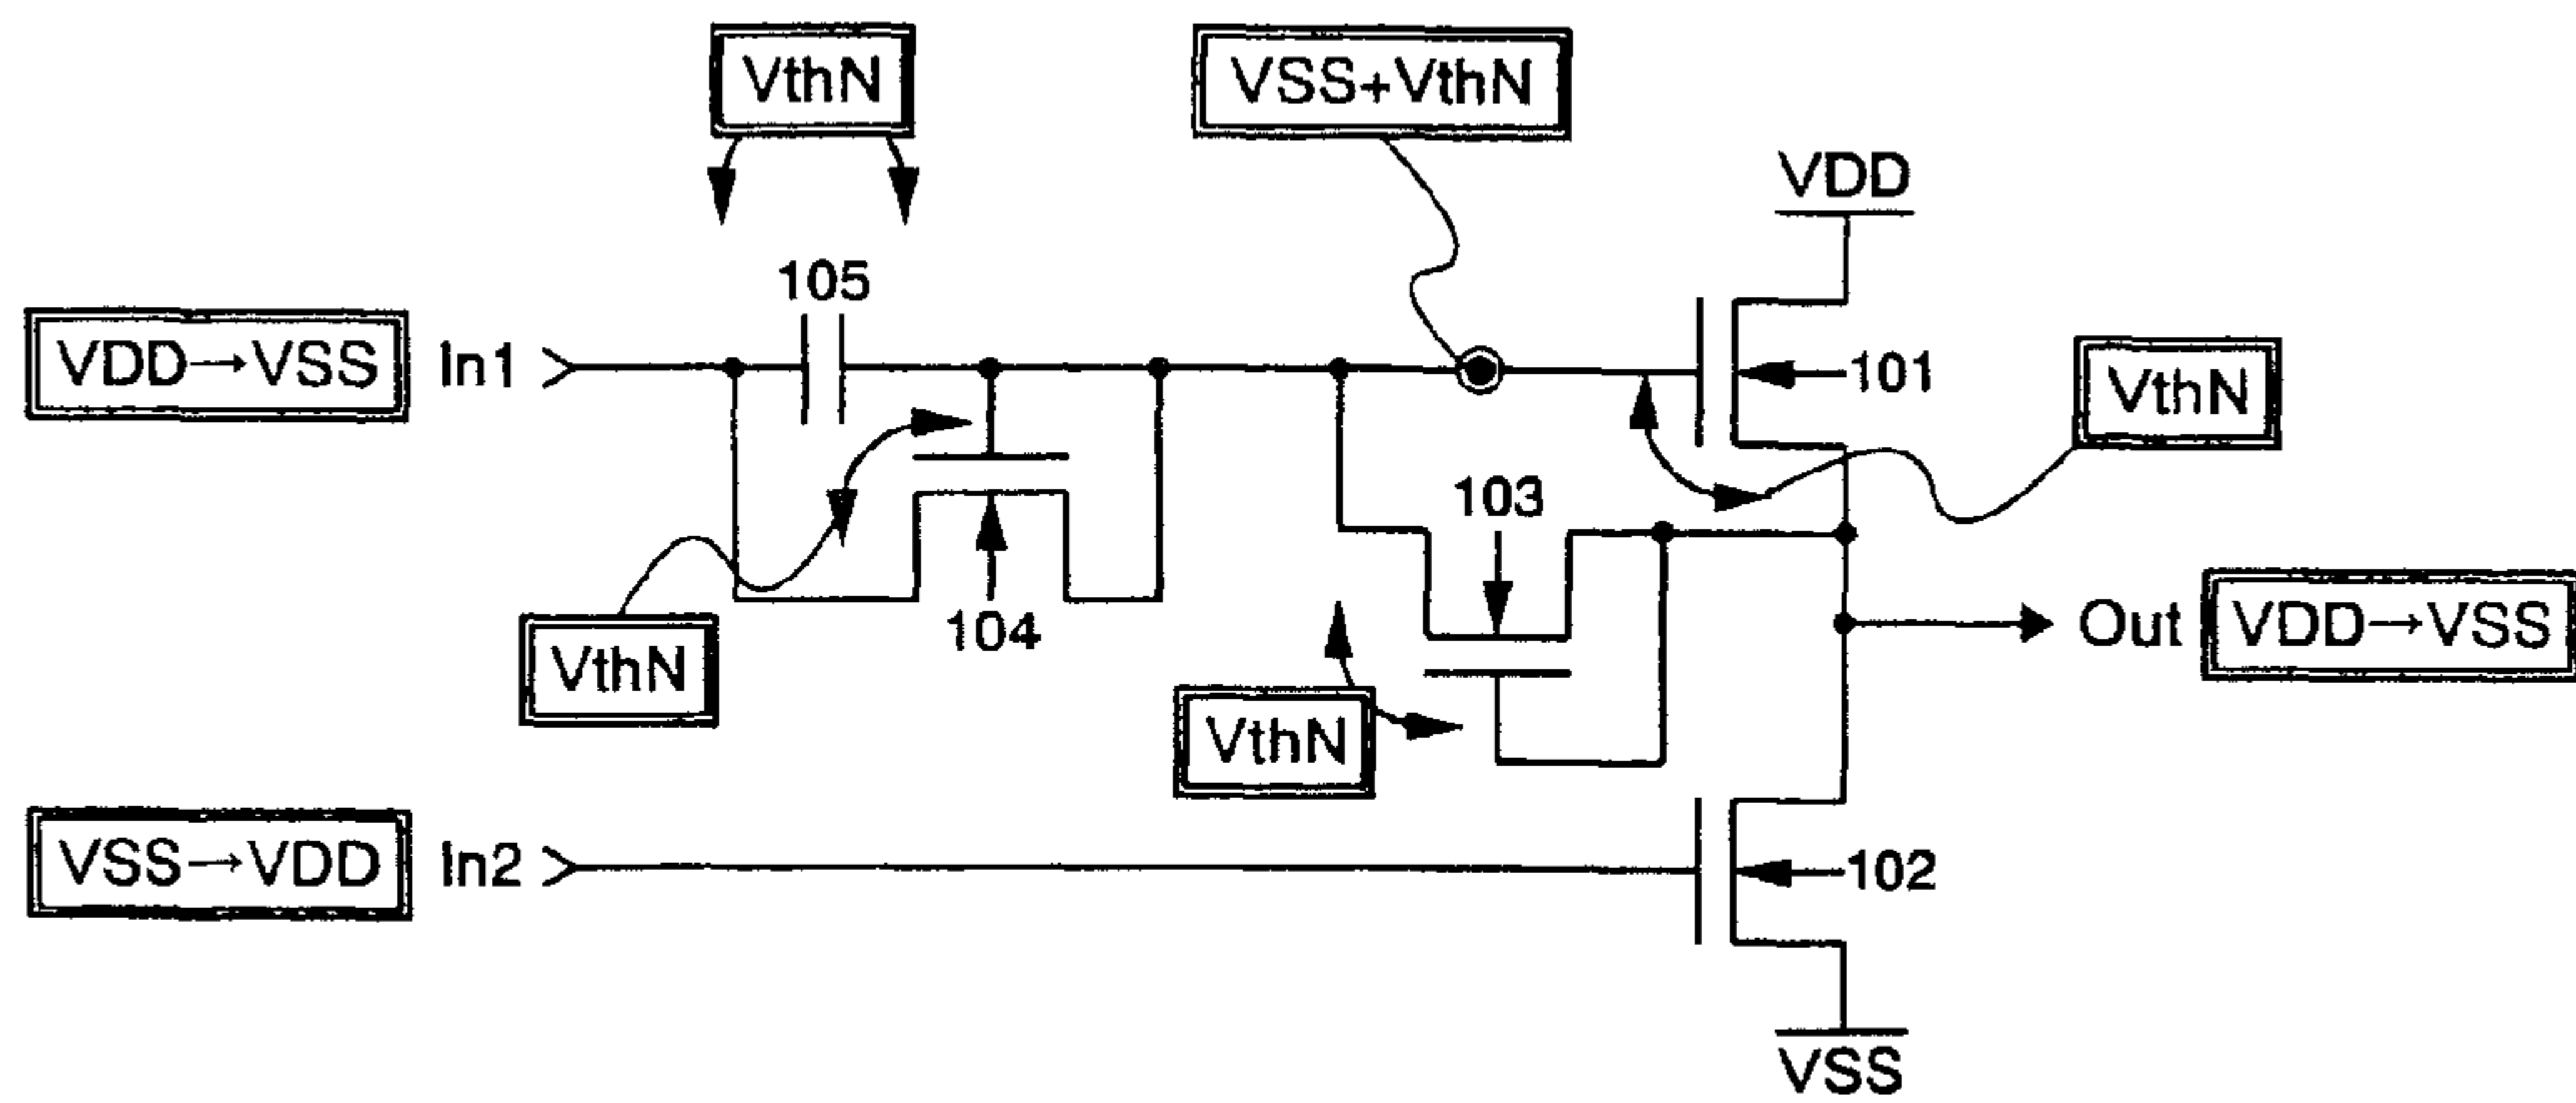 VthN
VSS+VthN
VDD
105
VDD→VSS
In1
101
VthN
103
104
VthN
VthN
Out
VDD→VSS
VSS→VDD
In2
102
VSS